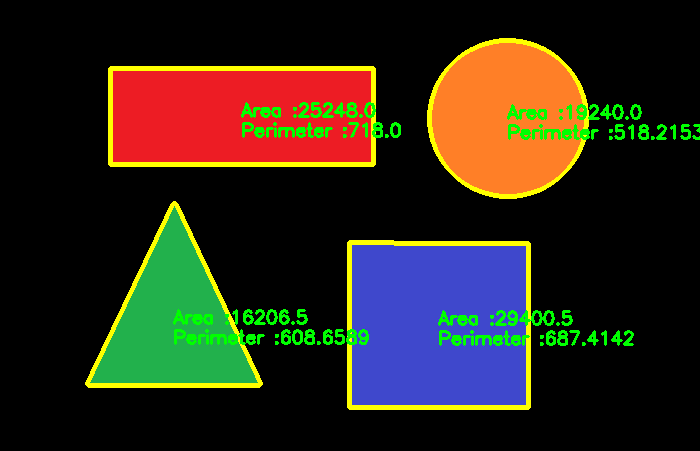 Area :25248.0
Perimeter :718.0
Area :19240.0
Perimeter :518.2153
Area :16206.5
Perimeter :608.6589
Area :29400.5
Perimeter :687.4142